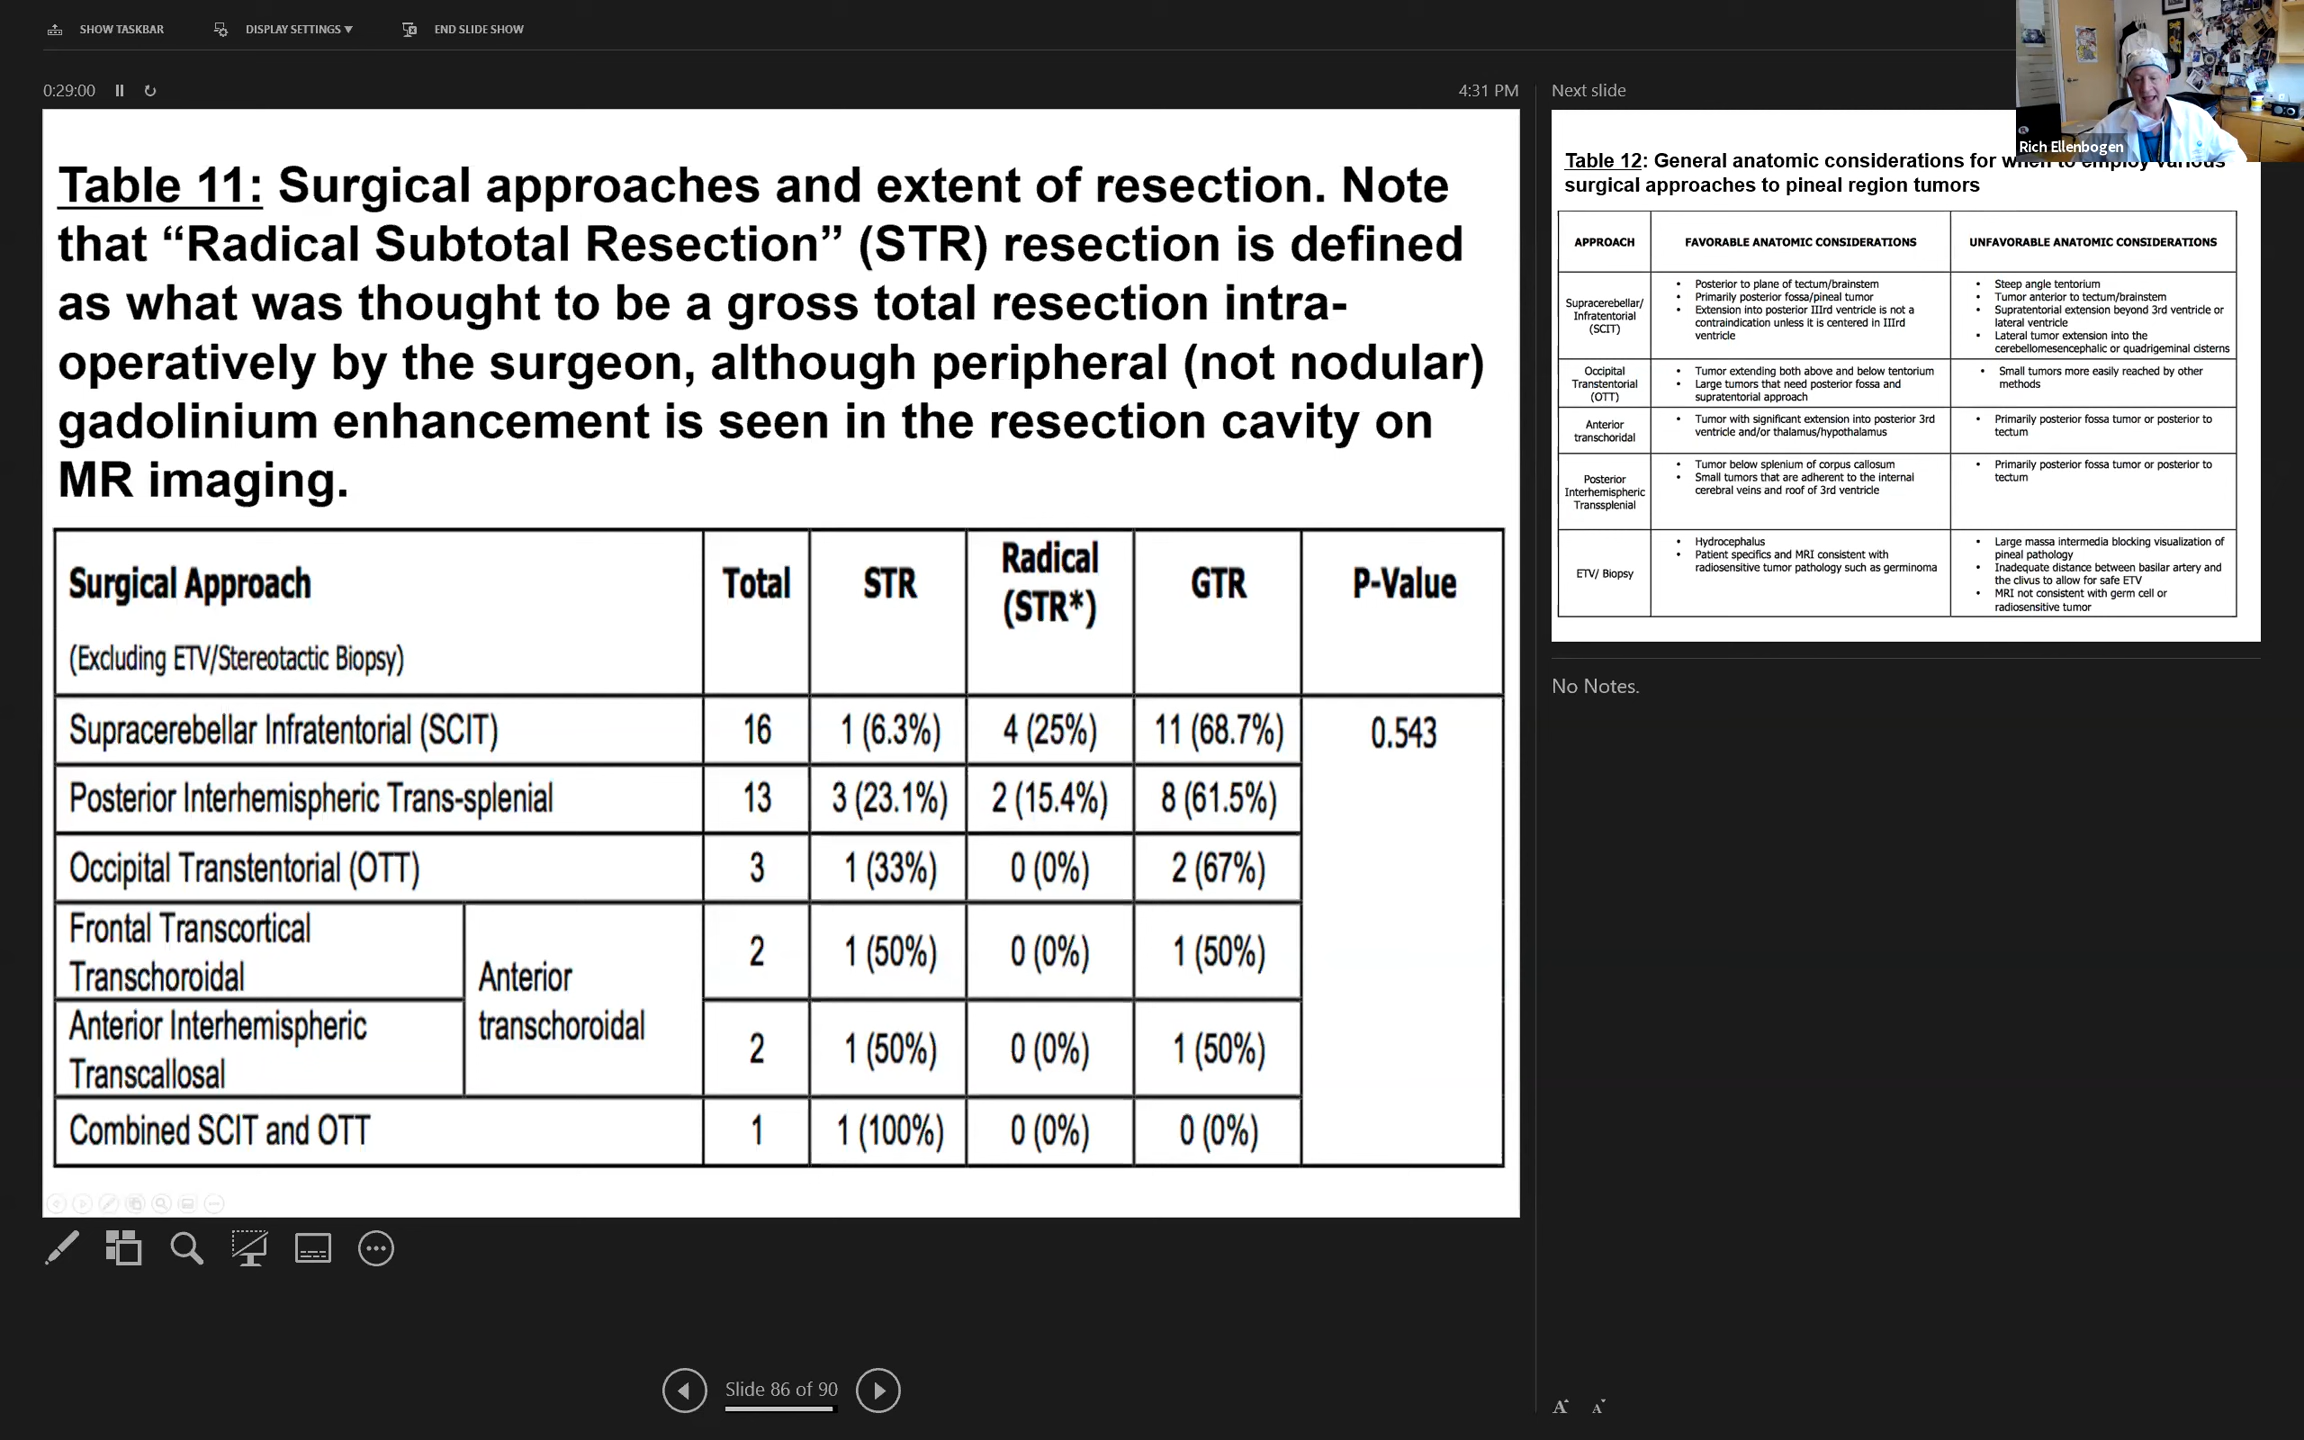 SHOW TASKBAR DISPLAY SETTINGS ▾ END SLIDE SHOW
0:29:00 4:31 PM
Table 11: Surgical approaches and extent of resection. Note
that “Radical Subtotal Resection” (STR) resection is defined
as what was thought to be a gross total resection intra-
operatively by the surgeon, although peripheral (not nodular)
gadolinium enhancement is seen in the resection cavity on
MR imaging.
Surgical Approach Total STR Radical (STR*) GTR P-Value
(Excluding ETV/Stereotactic Biopsy)
Supracerebellar Infratentorial (SCIT) 16 1 (6.3%) 4 (25%) 11 (68.7%) 0.543
Posterior Interhemispheric Trans-splenial 13 3 (23.1%) 2 (15.4%) 8 (61.5%)
Occipital Transtentorial (OTT) 3 1 (33%) 0 (0%) 2 (67%)
Frontal Transcortical
Transchoroidal
Anterior
transchoroidal
2 1 (50%) 0 (0%) 1 (50%)
Anterior Interhemispheric
Transcallosal
2 1 (50%) 0 (0%) 1 (50%)
Combined SCIT and OTT 1 1 (100%) 0 (0%) 0 (0%)
Slide 86 of 90
Next slide
Rich Ellenbogen
Table 12: General anatomic considerations for when to employ various
surgical approaches to pineal region tumors
APPROACH FAVORABLE ANATOMIC CONSIDERATIONS UNFAVORABLE ANATOMIC CONSIDERATIONS
Supracerebellar/
Infratentorial
(SCIT)
• Posterior to plane of tectum/brainstem
• Primarily posterior fossa/pineal tumor
• Extension into posterior IIIrd ventricle is not a
contraindication unless it is centered in IIIrd
ventricle
• Steep angle tentorium
• Tumor anterior to tectum/brainstem
• Supratentorial extension beyond 3rd ventricle or
lateral ventricle
• Lateral tumor extension into the
cerebellomesencephalic or quadrigeminal cisterns
Occipital
Transtentorial
(OTT)
• Tumor extending both above and below tentorium
• Large tumors that need posterior fossa and
supratentorial approach
• Small tumors more easily reached by other
methods
Anterior
transchoridal
• Tumor with significant extension into posterior 3rd
ventricle and/or thalamus/hypothalamus
• Primarily posterior fossa tumor or posterior to
tectum
Posterior
Interhemispheric
Transsplenial
• Tumor below splenium of corpus callosum
• Small tumors that are adherent to the internal
cerebral veins and roof of 3rd ventricle
• Primarily posterior fossa tumor or posterior to
tectum
ETV/ Biopsy
• Hydrocephalus
• Patient specifics and MRI consistent with
radiosensitive tumor pathology such as germinoma
• Large massa intermedia blocking visualization of
pineal pathology
• Inadequate distance between basilar artery and
the clivus to allow for safe ETV
• MRI not consistent with germ cell or
radiosensitive tumor
No Notes.
A A